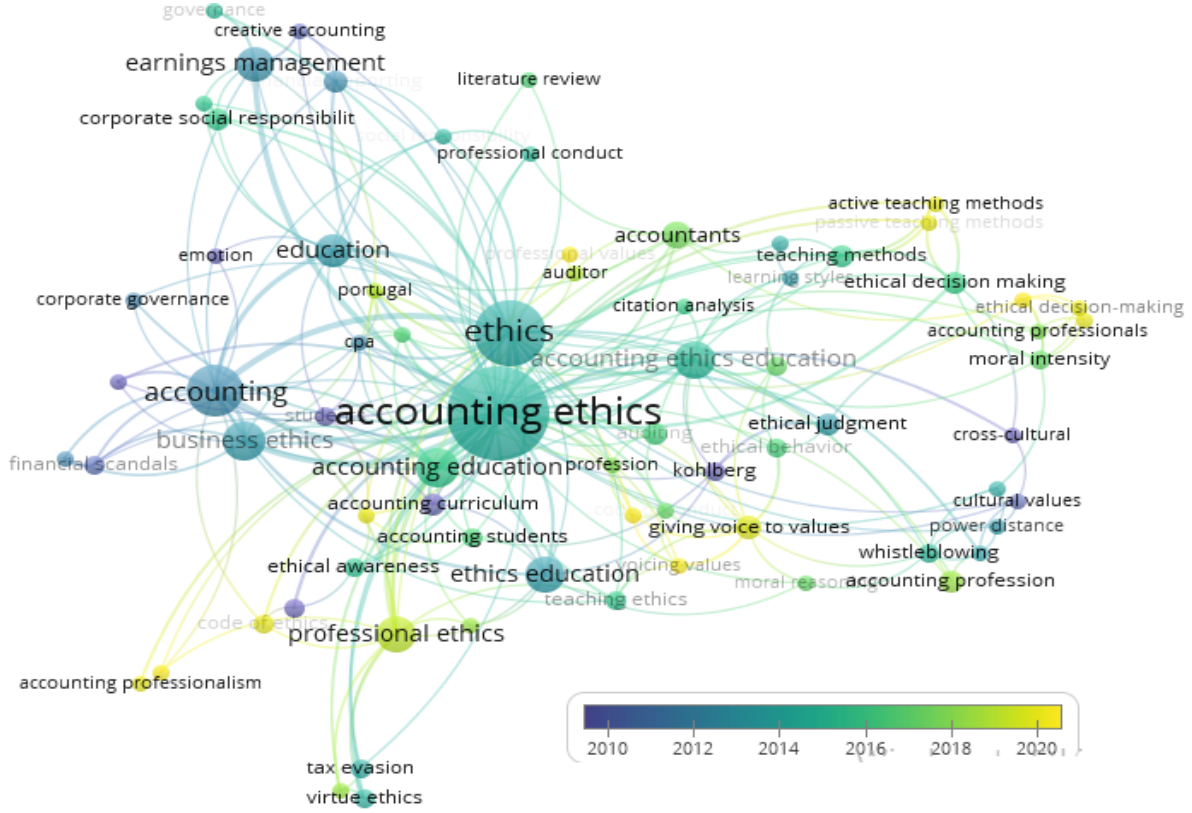 governance
creative accounting
earnings management
literature review
corporate social responsibilit
social responsibility
professional conduct
active teaching methods
passive teaching methods
accountants
education
emotion
professional values
teaching methods
auditor
learning styles
ethical decision making
portugal
corporate governance
citation analysis
ethical decision-making
ethics
accounting professionals
cpa
accounting ethics education
moral intensity
accounting
accounting ethics
ethical judgment
auditing
cross-cultural
business ethics
ethical behavior
financial scandals
accounting education
profession
kohlberg
accounting curriculum
cultural values
giving voice to values
power distance
accounting students
whistleblowing
ethical awareness
ethics education
voicing values
moral reasoning
accounting profession
teaching ethics
code of ethics
professional ethics
accounting professionalism
2010 2012 2014 2016 2018 2020
tax evasion
virtue ethics